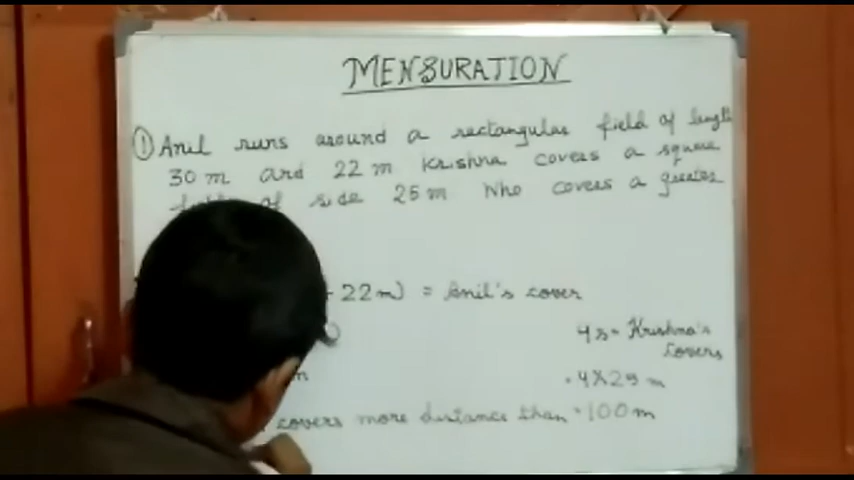 MENSURATION
① Anil runs around a rectangular field of length
30 m and 22 m Krishna covers a square
of side 25 m Who covers a greater
22 m) = Anil's cover
4s = Krishna's
covers
4 X 25 m
covers more distance than = 100 m